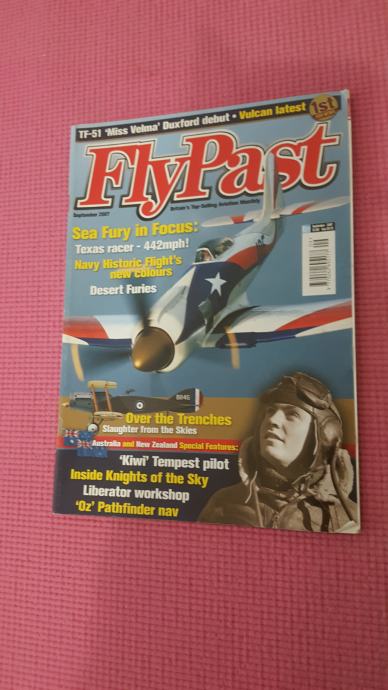 TF-51 'Miss Velma' Duxford debut • Vulcan latest
1st
FlyPast
September 2007
Britain's Top-Selling Aviation Monthly
Sea Fury in Focus:
Texas racer - 442mph!
Navy Historic Flight's
new colours
Desert Furies
Over the Trenches
Slaughter from the Skies
Australia and New Zealand Special Features:
'Kiwi' Tempest pilot
Inside Knights of the Sky
Liberator workshop
'Oz' Pathfinder nav